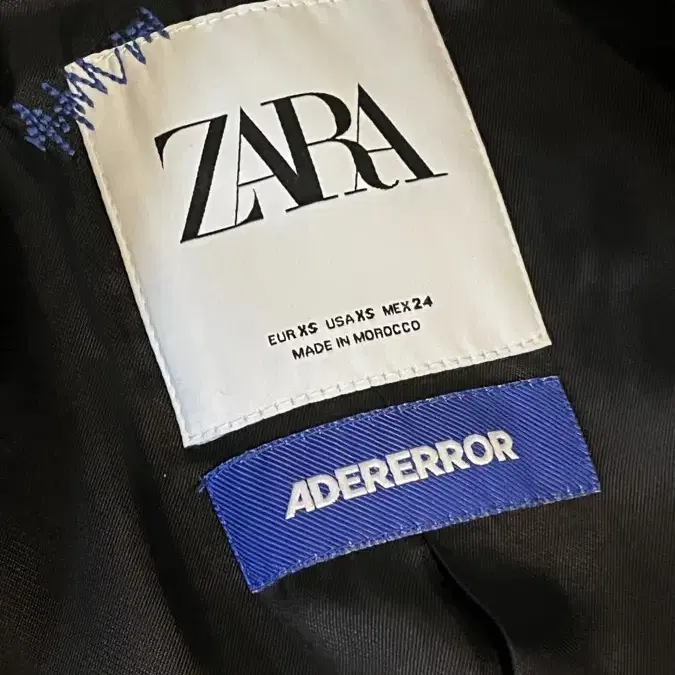 ZARA
EUR XS USA XS MEX 24
MADE IN MOROCCO
ADERERROR